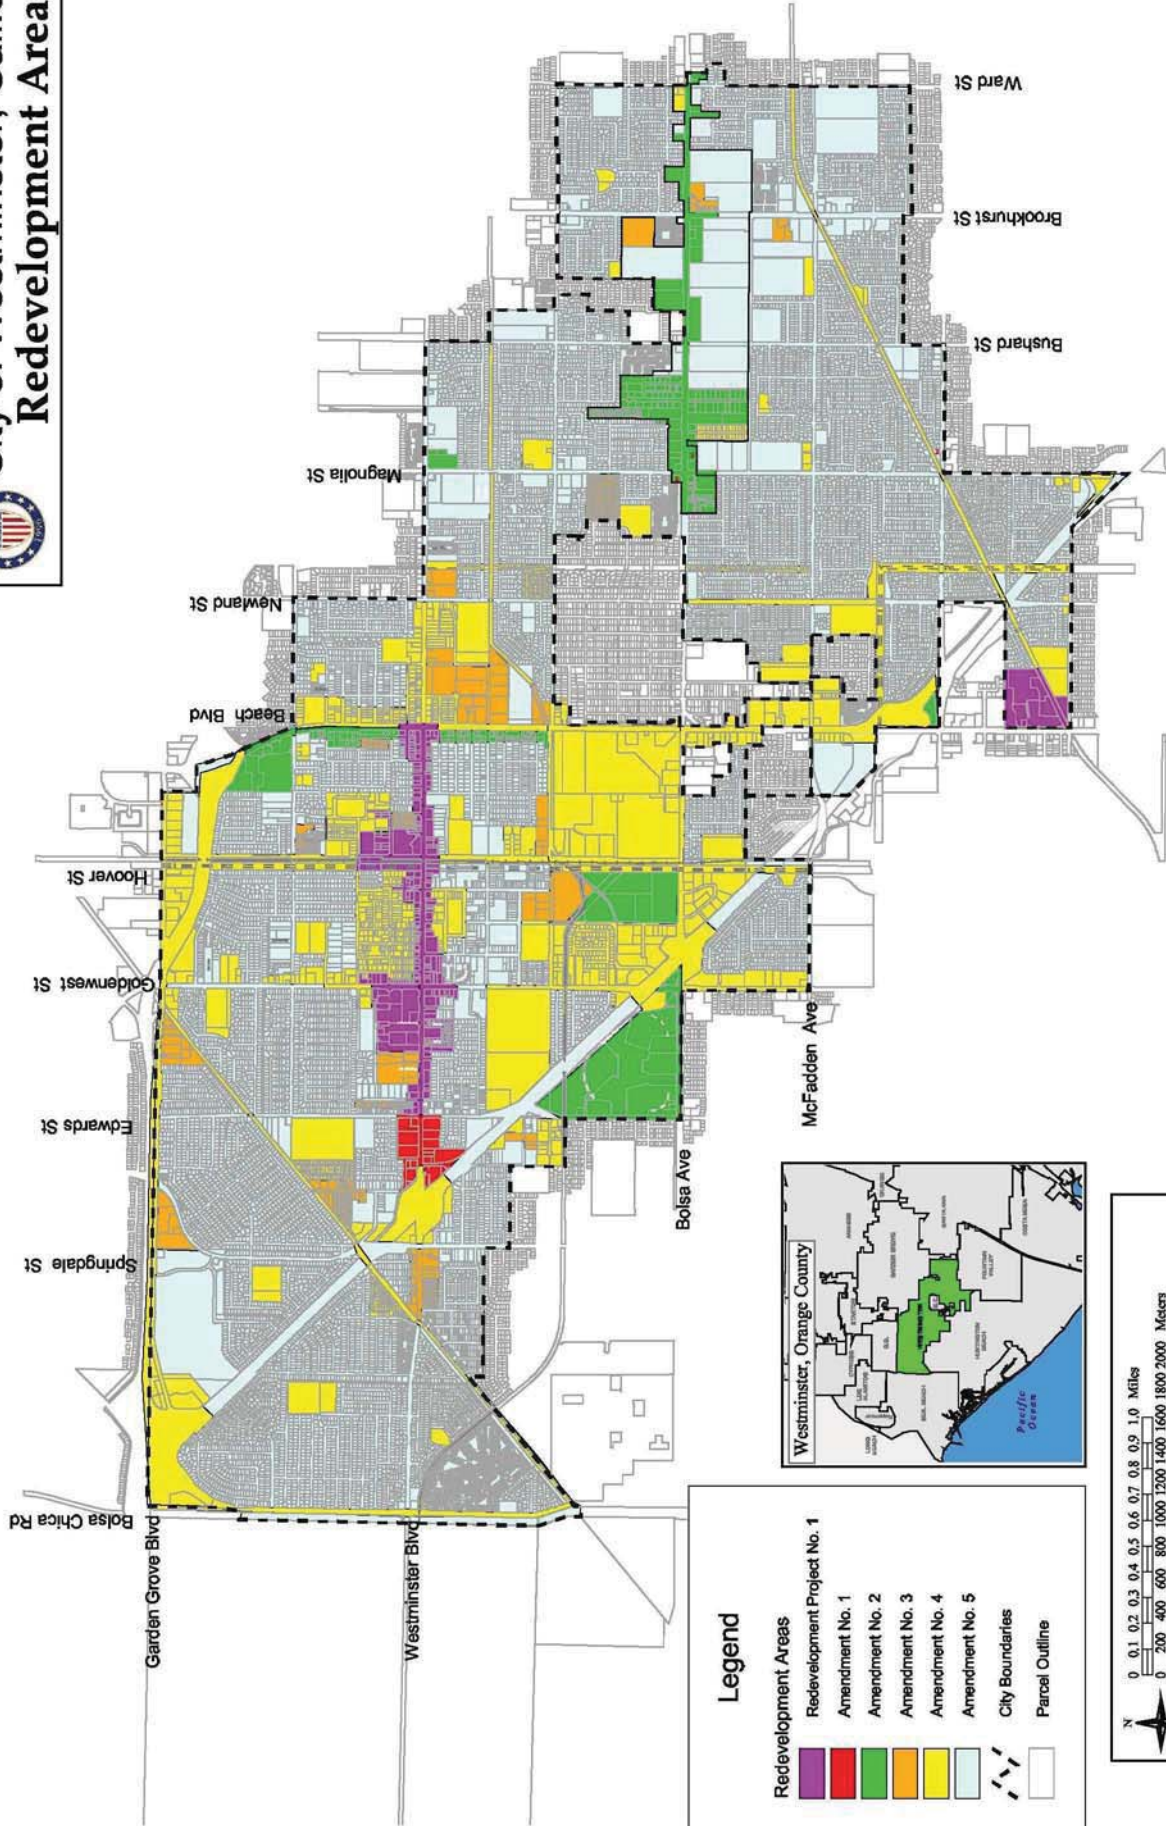 Redevelopment Area
Ward St
Brookhurst St
Bushard St
Magnolia St
Newland St
Beach Blvd
Hoover St
Goldenwest St
Edwards St
Springdale St
Bolsa Chica Rd
Garden Grove Blvd
Westminster Blvd
Bolsa Ave
McFadden Ave
Legend
Redevelopment Areas
Redevelopment Project No. 1
Amendment No. 1
Amendment No. 2
Amendment No. 3
Amendment No. 4
Amendment No. 5
City Boundaries
Parcel Outline
Westminster, Orange County
Pacific
Ocean
N
0 0.1 0.2 0.3 0.4 0.5 0.6 0.7 0.8 0.9 1.0 Miles
0 200 400 600 800 1000 1200 1400 1600 1800 2000 Meters